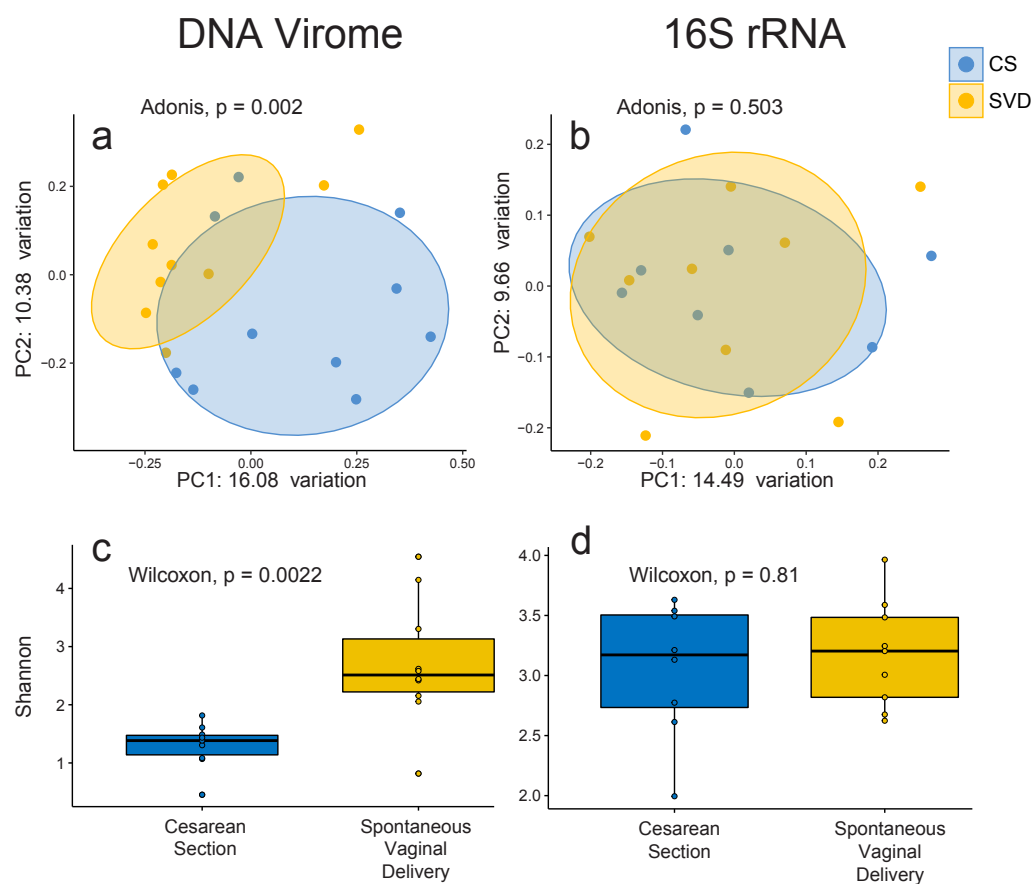 DNA Virome
16S rRNA
CS
SVD
Adonis, p = 0.002
a
PC2: 10.38 variation
0.2
0.0
−0.2
−0.25
0.00
0.25
0.50
PC1: 16.08 variation
Adonis, p = 0.503
b
PC2: 9.66 variation
0.2
0.1
0.0
−0.1
−0.2
−0.2
−0.1
0.0
0.2
PC1: 14.49 variation
c
Wilcoxon, p = 0.0022
Shannon
4
3
2
1
Cesarean
Section
Spontaneous
Vaginal
Delivery
d
Wilcoxon, p = 0.81
4.0
3.5
3.0
2.5
2.0
Cesarean
Section
Spontaneous
Vaginal
Delivery